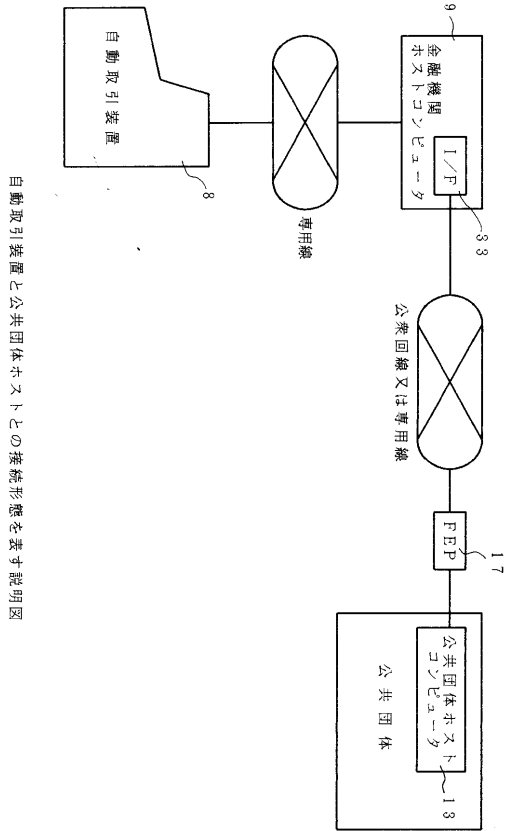 9
金融機関
ホストコンピュータ
I/F
33
自動取引装置
8
専用線
公衆回線又は専用線
FEP
17
公共団体ホスト
コンピュータ
13
公共団体
自動取引装置と公共団体ホストとの接続形態を表す説明図